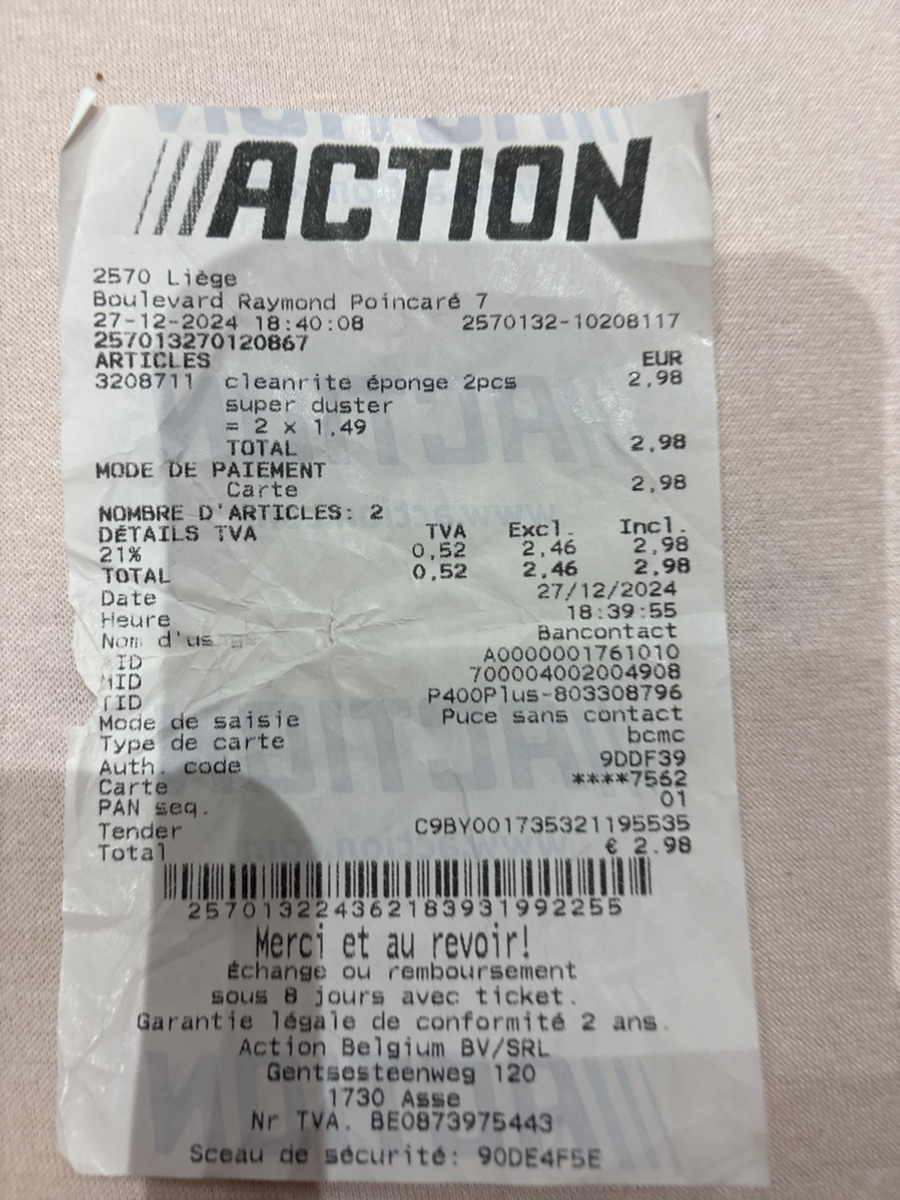 ACTION
2570 Liège
Boulevard Raymond Poincaré 7
27-12-2024 18:40:08 2570132-10208117
257013270120867
ARTICLES EUR
3208711 cleanrite éponge 2pcs 2,98
super duster
= 2 x 1,49
TOTAL 2,98
MODE DE PAIEMENT
Carte 2,98
NOMBRE D'ARTICLES: 2
DÉTAILS TVA TVA Excl. Incl.
21% 0,52 2,46 2,98
TOTAL 0,52 2,46 2,98
Date 27/12/2024
Heure 18:39:55
Nom Bancontact
A0000001761010
MID 700004002004908
TID P400Plus-803308796
Mode de saisie Puce sans contact
Type de carte bcmc
Auth. code 9DDF39
Carte ****7562
PAN seq. 01
Tender C9BY001735321195535
Total € 2.98
2570132243621839319922​55
Merci et au revoir!
Échange ou remboursement
sous 8 jours avec ticket.
Garantie légale de conformité 2 ans.
Action Belgium BV/SRL
Gentsesteenweg 120
1730 Asse
Nr TVA. BE0873975443
Sceau de sécurité: 90DE4F5E